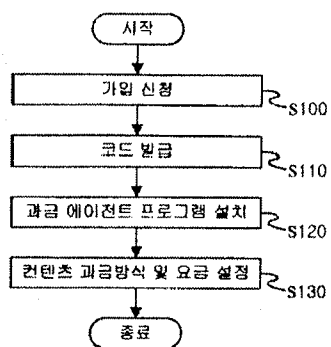 시작
가입 신청
S100
코드 발급
S110
과금 에이전트 프로그램 설치
S120
컨텐츠 과금방식 및 요금 설정
S130
종료